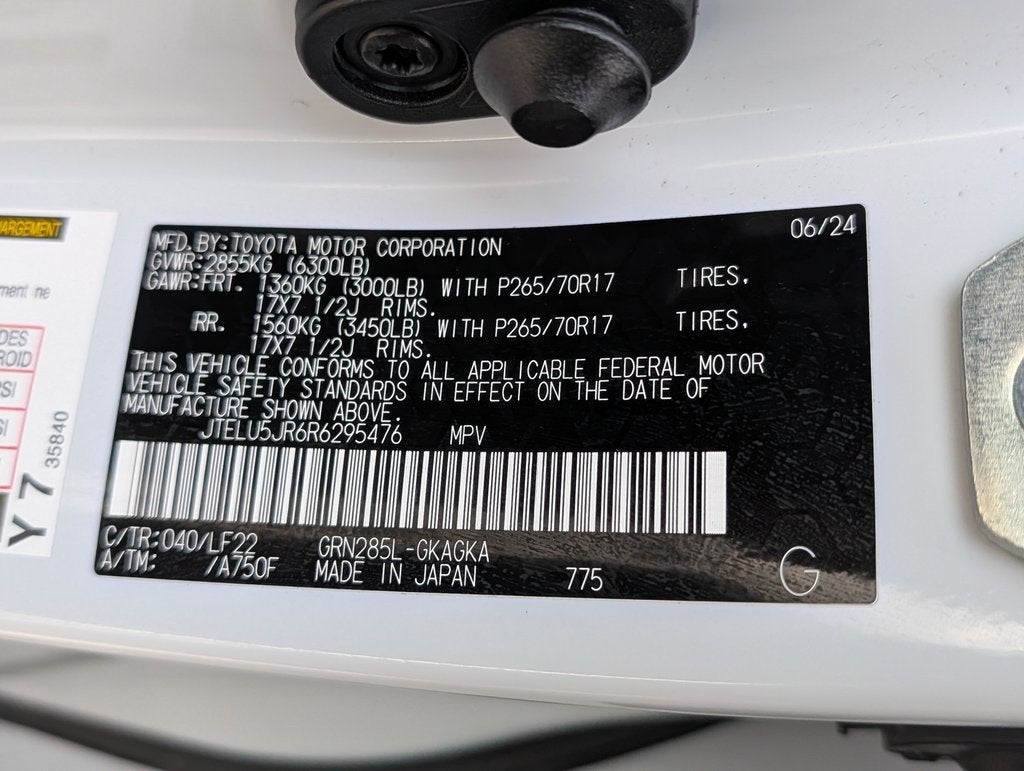 06/24
MFD. BY: TOYOTA MOTOR CORPORATION
GVWR: 2855KG (6300LB)
GAWR: FRT. 1360KG (3000LB) WITH P265/70R17 TIRES,
17X7 1/2J RIMS.
RR. 1560KG (3450LB) WITH P265/70R17 TIRES,
17X7 1/2J RIMS.
THIS VEHICLE CONFORMS TO ALL APPLICABLE FEDERAL MOTOR
VEHICLE SAFETY STANDARDS IN EFFECT ON THE DATE OF
MANUFACTURE SHOWN ABOVE.
JTELU5JR6R6295476 MPV
C/TR: 040/LF22 GRN285L-GKAGKA
A/TM: /A750F MADE IN JAPAN 775 G
Y 7
35840